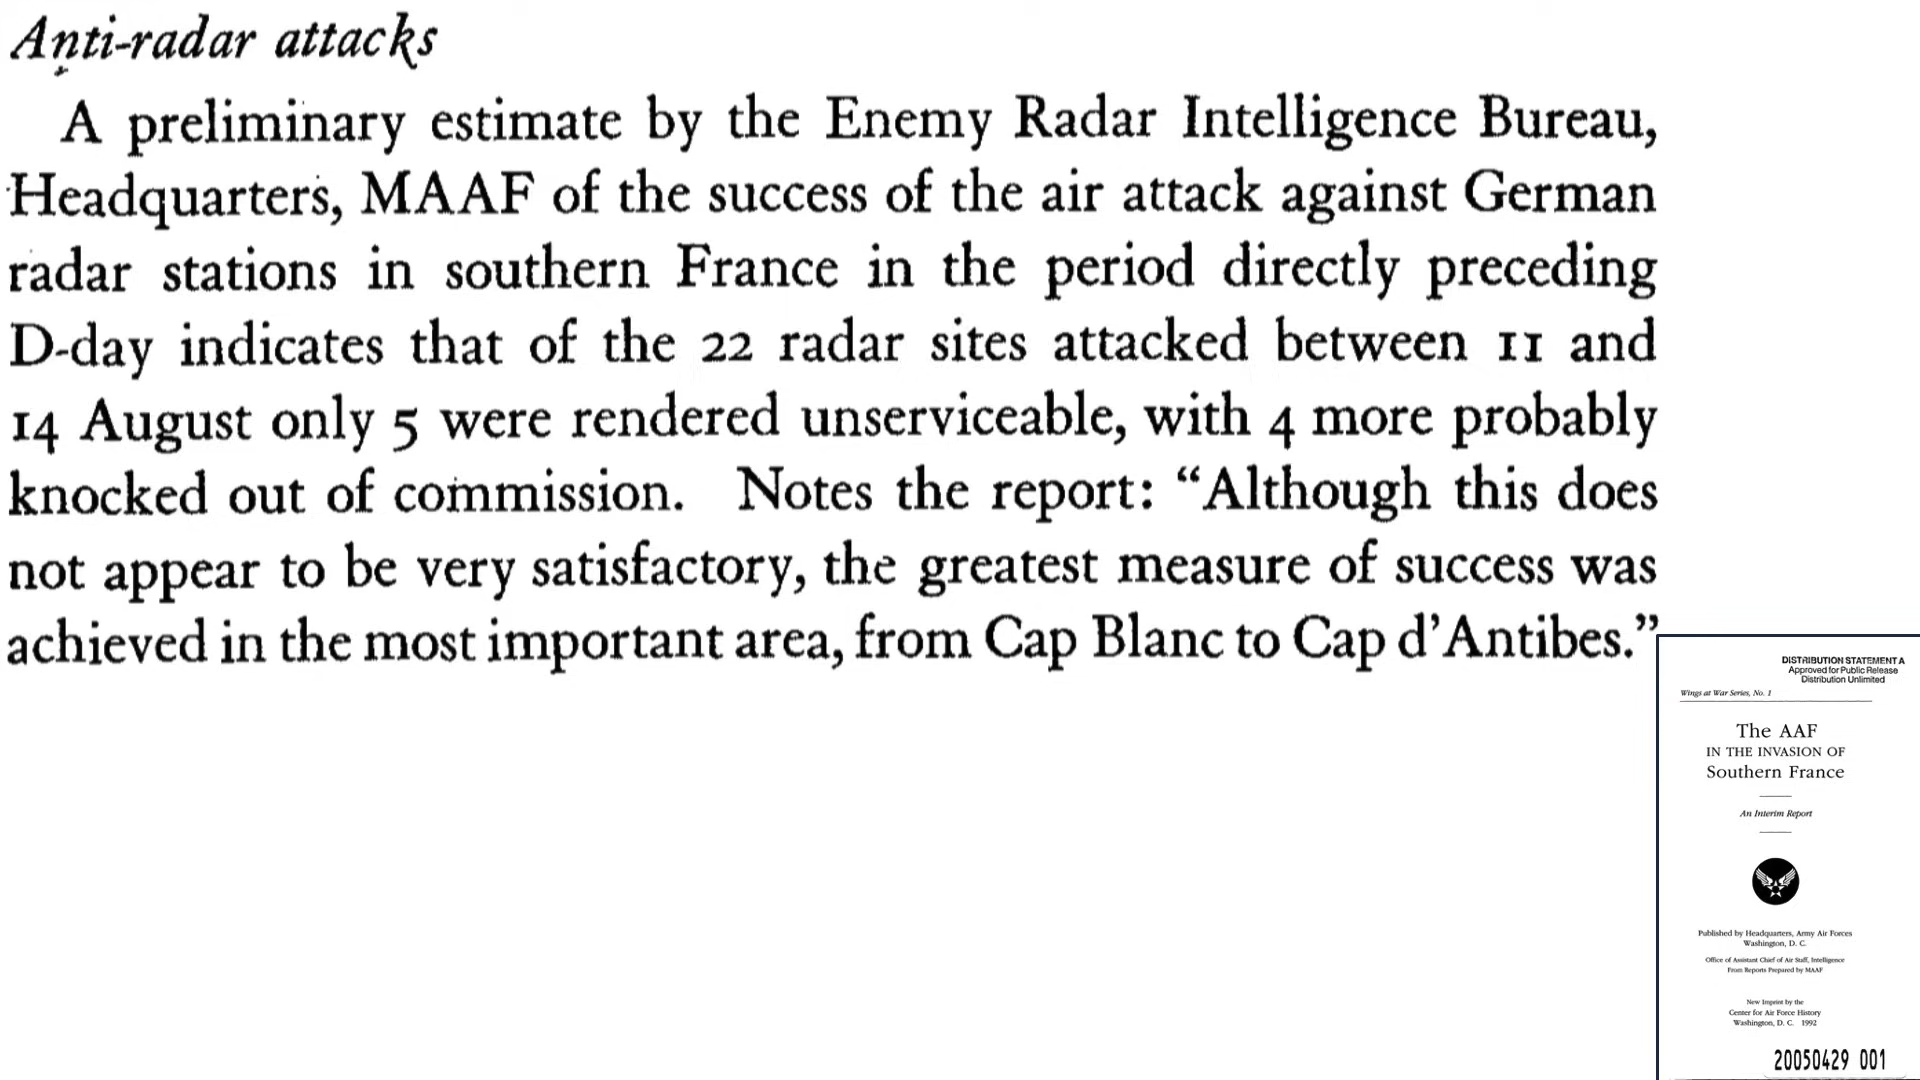 Anti-radar attacks
A preliminary estimate by the Enemy Radar Intelligence Bureau,
Headquarters, MAAF of the success of the air attack against German
radar stations in southern France in the period directly preceding
D-day indicates that of the 22 radar sites attacked between 11 and
14 August only 5 were rendered unserviceable, with 4 more probably
knocked out of commission. Notes the report: “Although this does
not appear to be very satisfactory, the greatest measure of success was
achieved in the most important area, from Cap Blanc to Cap d’Antibes.”
DISTRIBUTION STATEMENT A
Approved for Public Release
Distribution Unlimited
Wings at War Series, No. 1
The AAF
IN THE INVASION OF
Southern France
An Interim Report
Published by Headquarters, Army Air Forces
Washington, D. C.
Office of Assistant Chief of Air Staff, Intelligence
From Reports Prepared by MAAF
New Imprint by the
Center for Air Force History
Washington, D. C. 1992
20050429 001